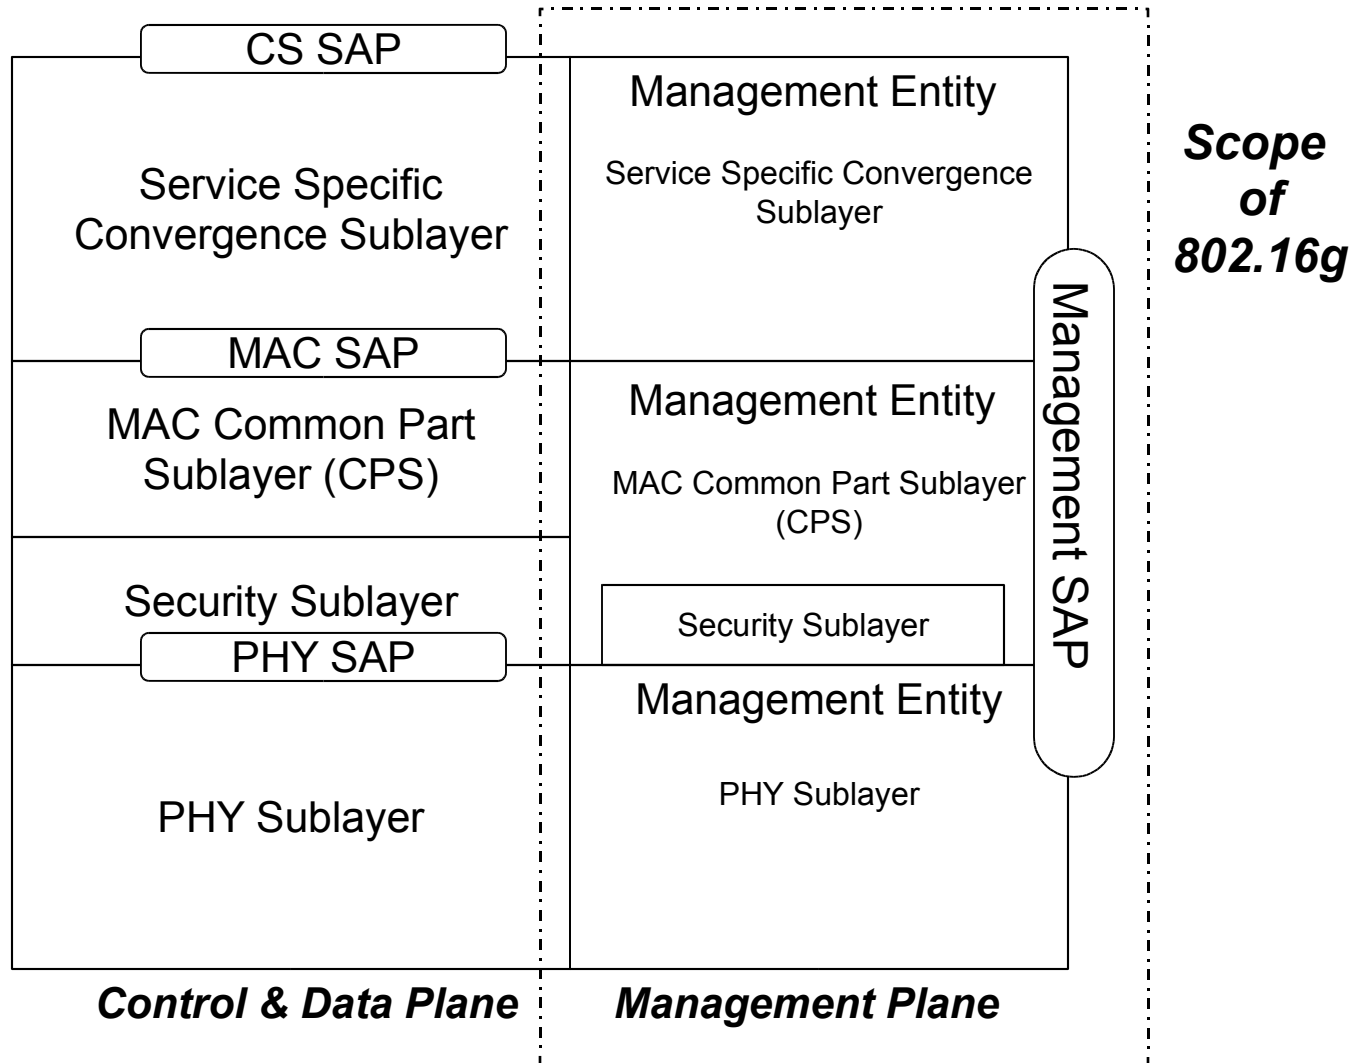 CS SAP
Service Specific
Convergence Sublayer
MAC SAP
MAC Common Part
Sublayer (CPS)
Security Sublayer
PHY SAP
PHY Sublayer
Control & Data Plane
Management Entity
Service Specific Convergence
Sublayer
Management Entity
MAC Common Part Sublayer
(CPS)
Security Sublayer
Management Entity
PHY Sublayer
Management Plane
Management SAP
Scope
of
802.16g